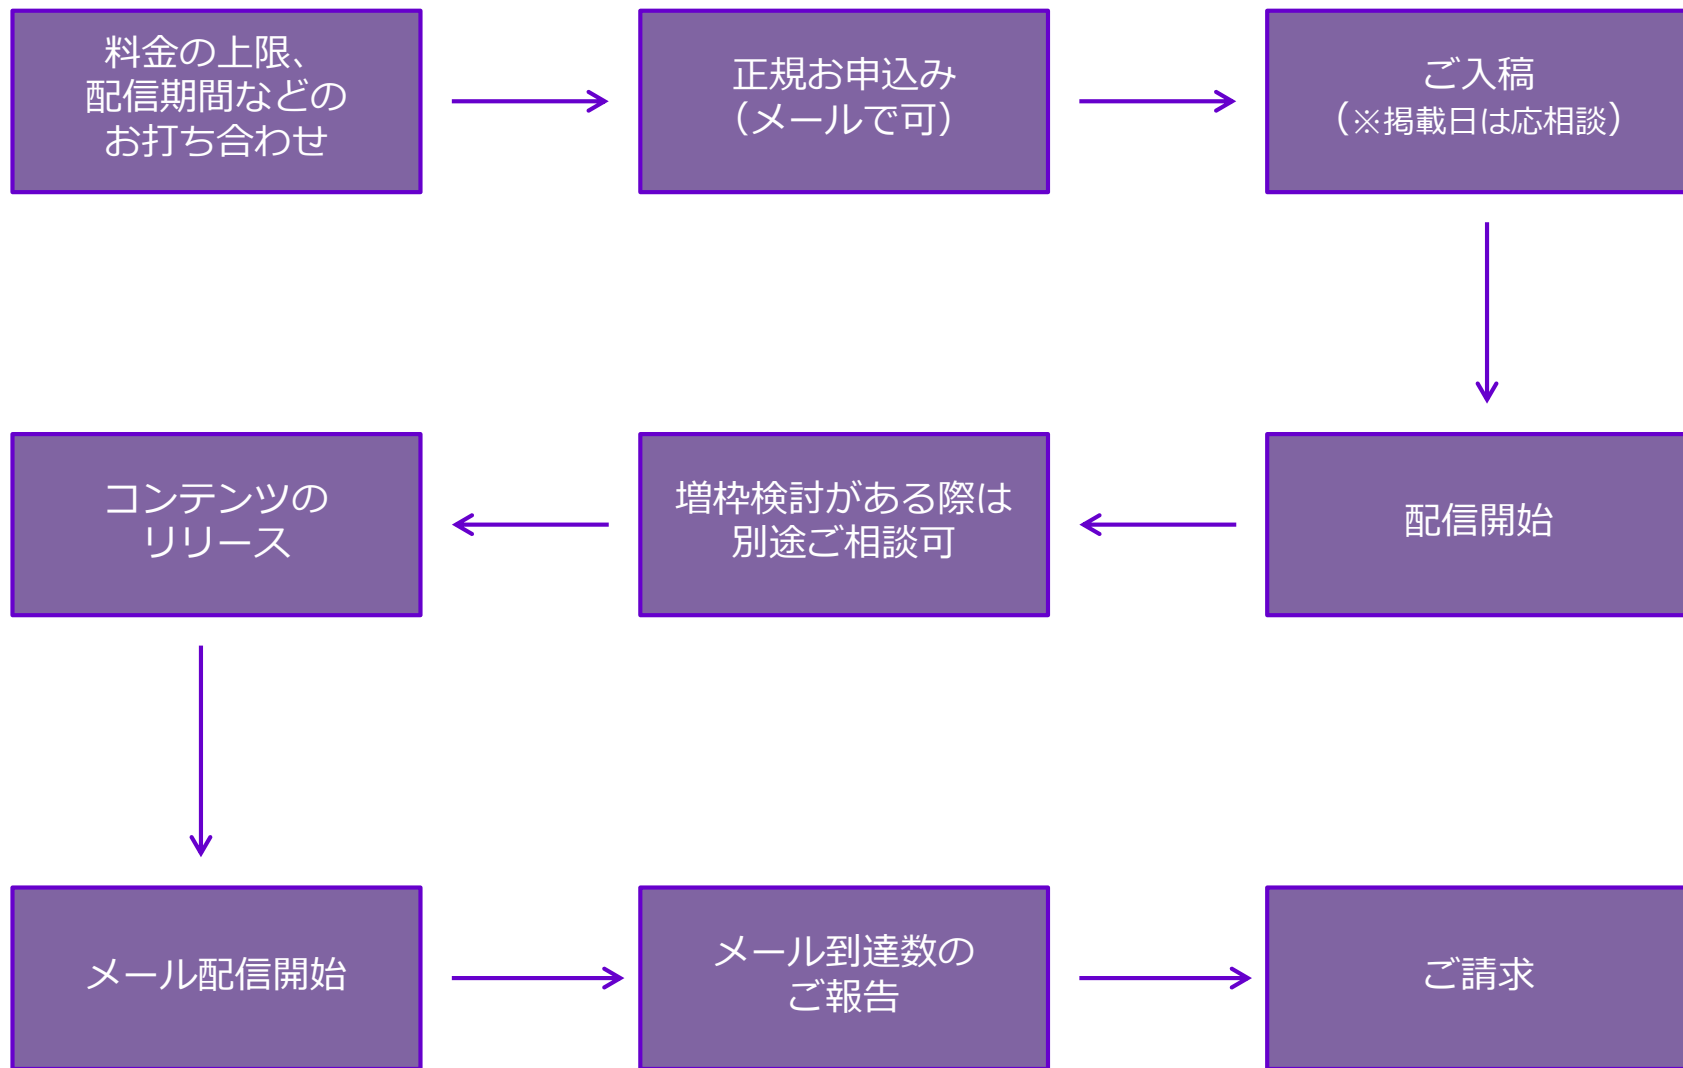 料金の上限、
配信期間などの
お打ち合わせ
正規お申込み
（メールで可）
ご入稿
（※掲載日は応相談）
配信開始
増枠検討がある際は
別途ご相談可
コンテンツの
リリース
メール配信開始
メール到達数の
ご報告
ご請求